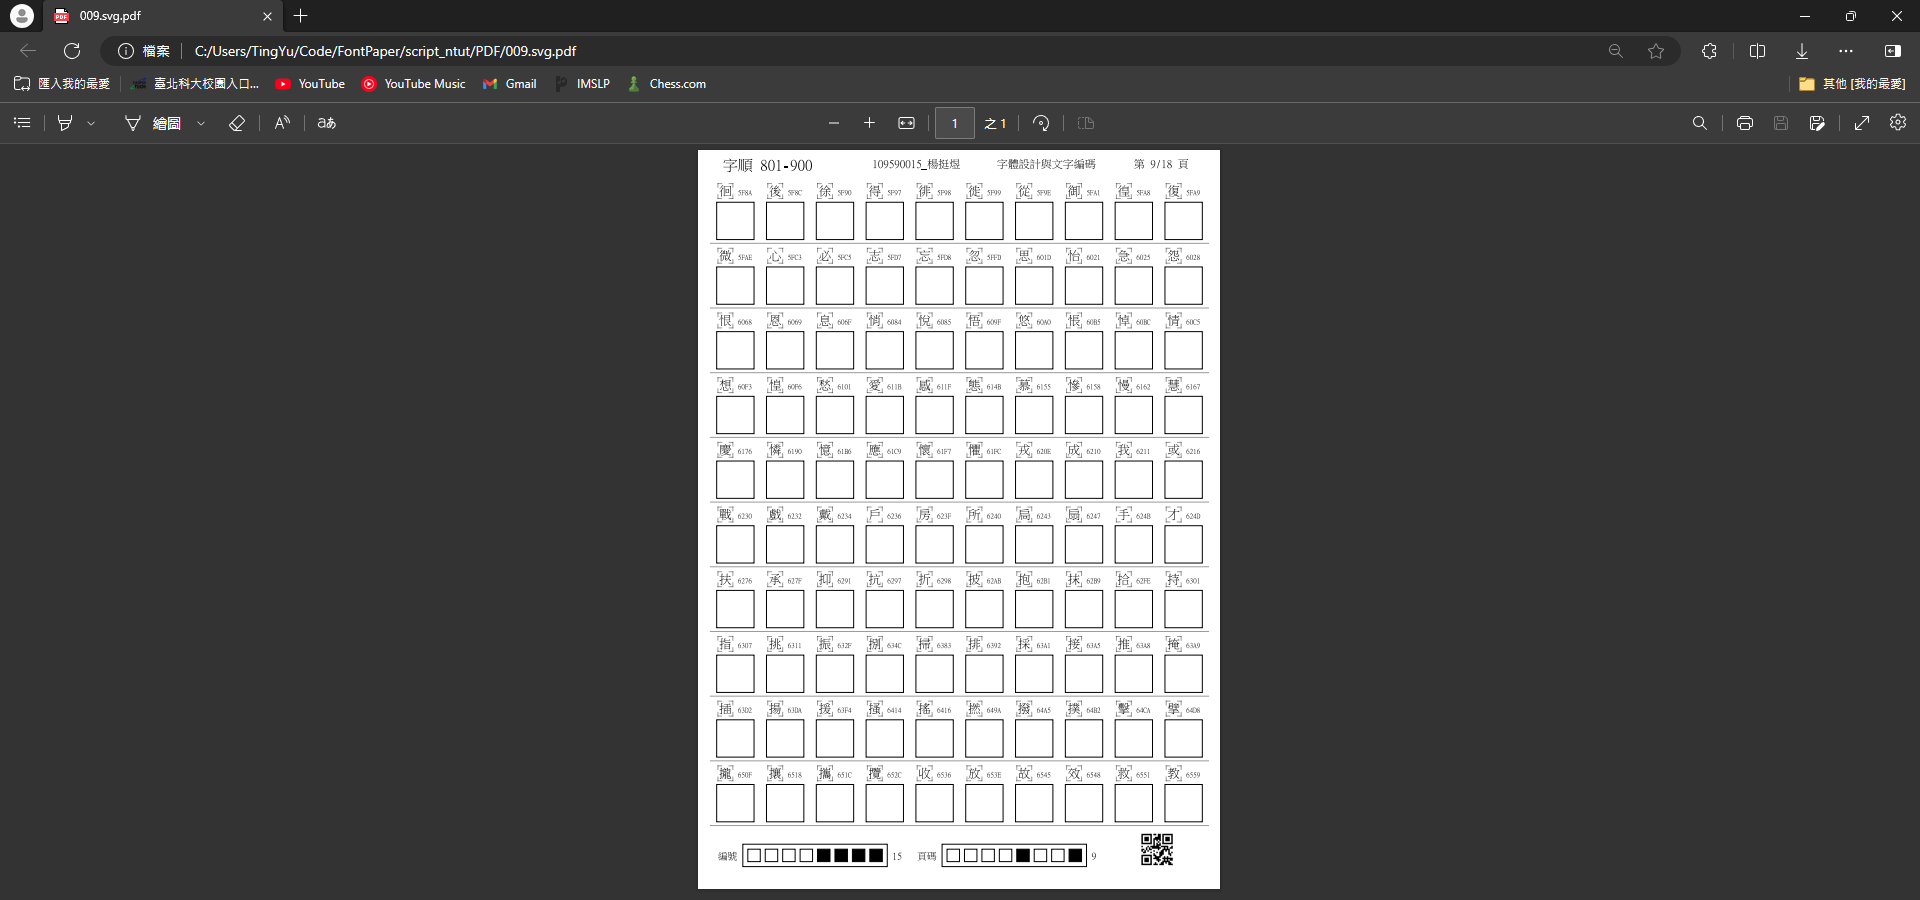 009.svg.pdf
檔案 C:/Users/TingYu/Code/FontPaper/script_ntut/PDF/009.svg.pdf
匯入我的最愛 臺北科大校園入口... YouTube YouTube Music Gmail IMSLP Chess.com 其他 [我的最愛]
繪圖 aあ 1 之 1
字順 801-900 109590015_楊挺煜 字體設計與文字編碼 第 9/18 頁
徊 5F8A 後 5F8C 徐 5F90 得 5F97 徘 5F98 徙 5F99 從 5F9E 御 5FA1 徨 5FA8 復 5FA9
微 5FAE 心 5FC3 必 5FC5 志 5FD7 忘 5FD8 忽 5FFD 思 601D 怡 6021 急 6025 怨 6028
恨 6068 恩 6069 息 606F 悄 6084 悅 6085 悟 609F 悠 60A0 悵 60B5 悼 60BC 情 60C5
想 60F3 惶 60F6 愁 6101 愛 611B 感 611F 態 614B 慕 6155 慘 6158 慢 6162 慧 6167
慶 6176 憐 6190 憶 61B6 應 61C9 懷 61F7 懼 61FC 戎 620E 成 6210 我 6211 或 6216
戰 6230 戲 6232 戴 6234 戶 6236 房 623F 所 6240 扃 6243 扇 6247 手 624B 才 624D
扶 6276 承 627F 抑 6291 抗 6297 折 6298 披 62AB 抱 62B1 抹 62B9 拾 62FE 持 6301
指 6307 挑 6311 振 632F 捌 634C 掃 6383 排 6392 採 63A1 接 63A5 推 63A8 掩 63A9
插 63D2 揚 63DA 援 63F4 搔 6414 搖 6416 撚 649A 撥 64A5 撲 64B2 擊 64CA 擘 64D8
攏 650F 攘 6518 攜 651C 攬 652C 收 6536 放 653E 故 6545 效 6548 救 6551 教 6559
編號 15 頁碼 9